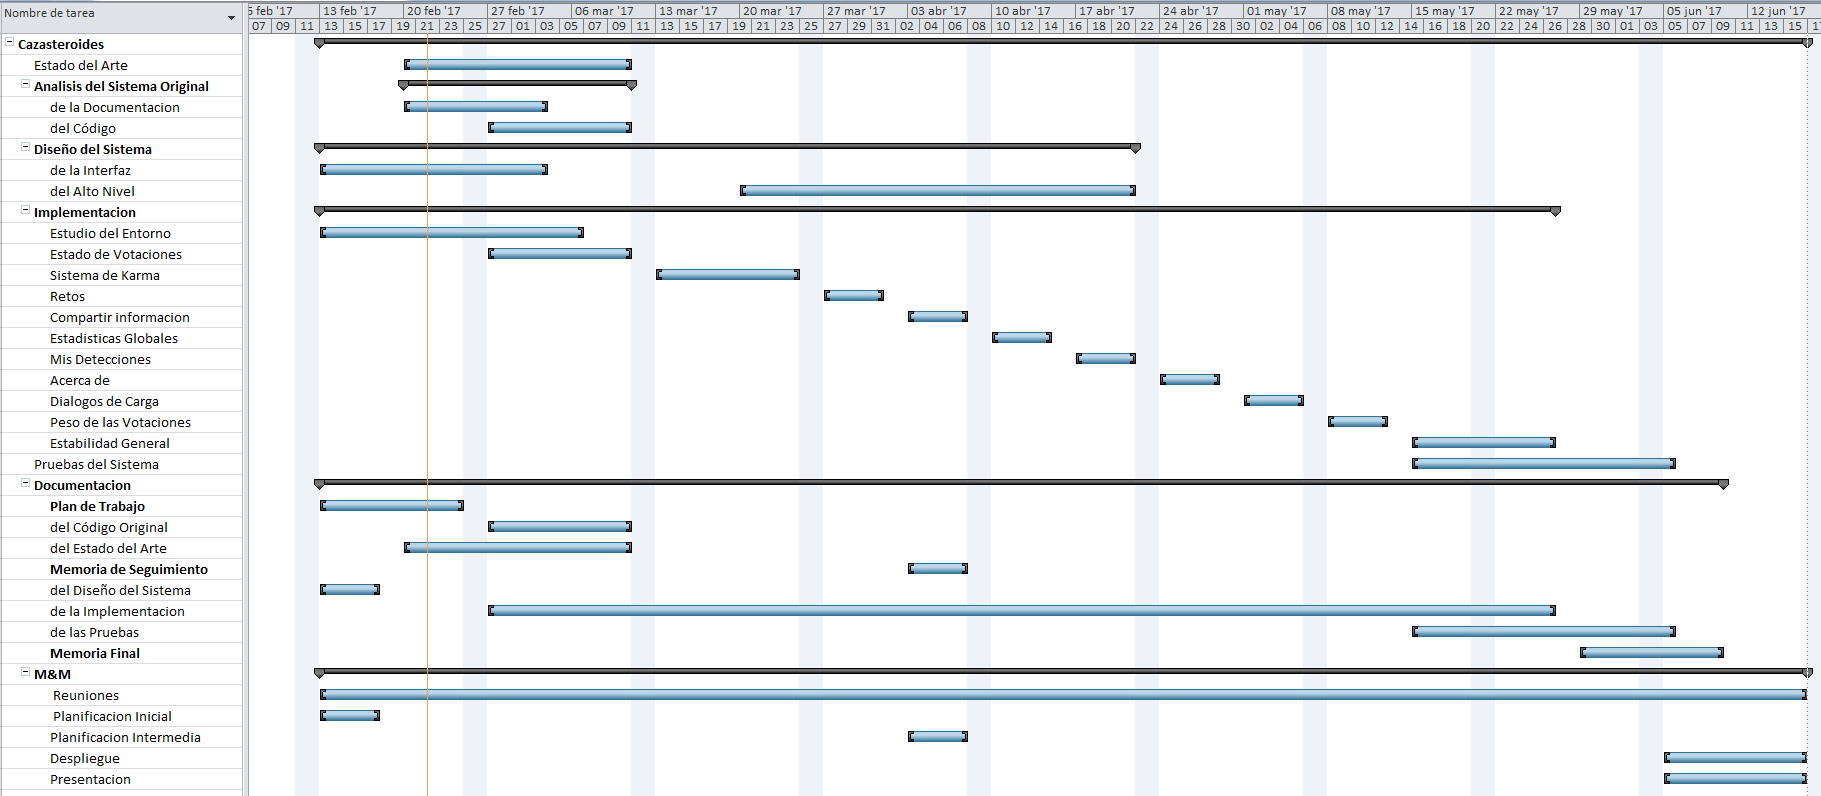 Nombre de tarea
feb '17 13 feb '17 20 feb '17 27 feb '17 06 mar '17 13 mar '17 20 mar '17 27 mar '17 03 abr '17 10 abr '17 17 abr '17 24 abr '17 01 may '17 08 may '17 15 may '17 22 may '17 29 may '17 05 jun '17 12 jun '17
07 09 11 13 15 17 19 21 23 25 27 01 03 05 07 09 11 13 15 17 19 21 23 25 27 29 31 02 04 06 08 10 12 14 16 18 20 22 24 26 28 30 02 04 06 08 10 12 14 16 18 20 22 24 26 28 30 01 03 05 07 09 11 13 15
Cazasteroides
Estado del Arte
Analisis del Sistema Original
de la Documentacion
del Código
Diseño del Sistema
de la Interfaz
del Alto Nivel
Implementacion
Estudio del Entorno
Estado de Votaciones
Sistema de Karma
Retos
Compartir informacion
Estadisticas Globales
Mis Detecciones
Acerca de
Dialogos de Carga
Peso de las Votaciones
Estabilidad General
Pruebas del Sistema
Documentacion
Plan de Trabajo
del Código Original
del Estado del Arte
Memoria de Seguimiento
del Diseño del Sistema
de la Implementacion
de las Pruebas
Memoria Final
M&M
Reuniones
Planificacion Inicial
Planificacion Intermedia
Despliegue
Presentacion